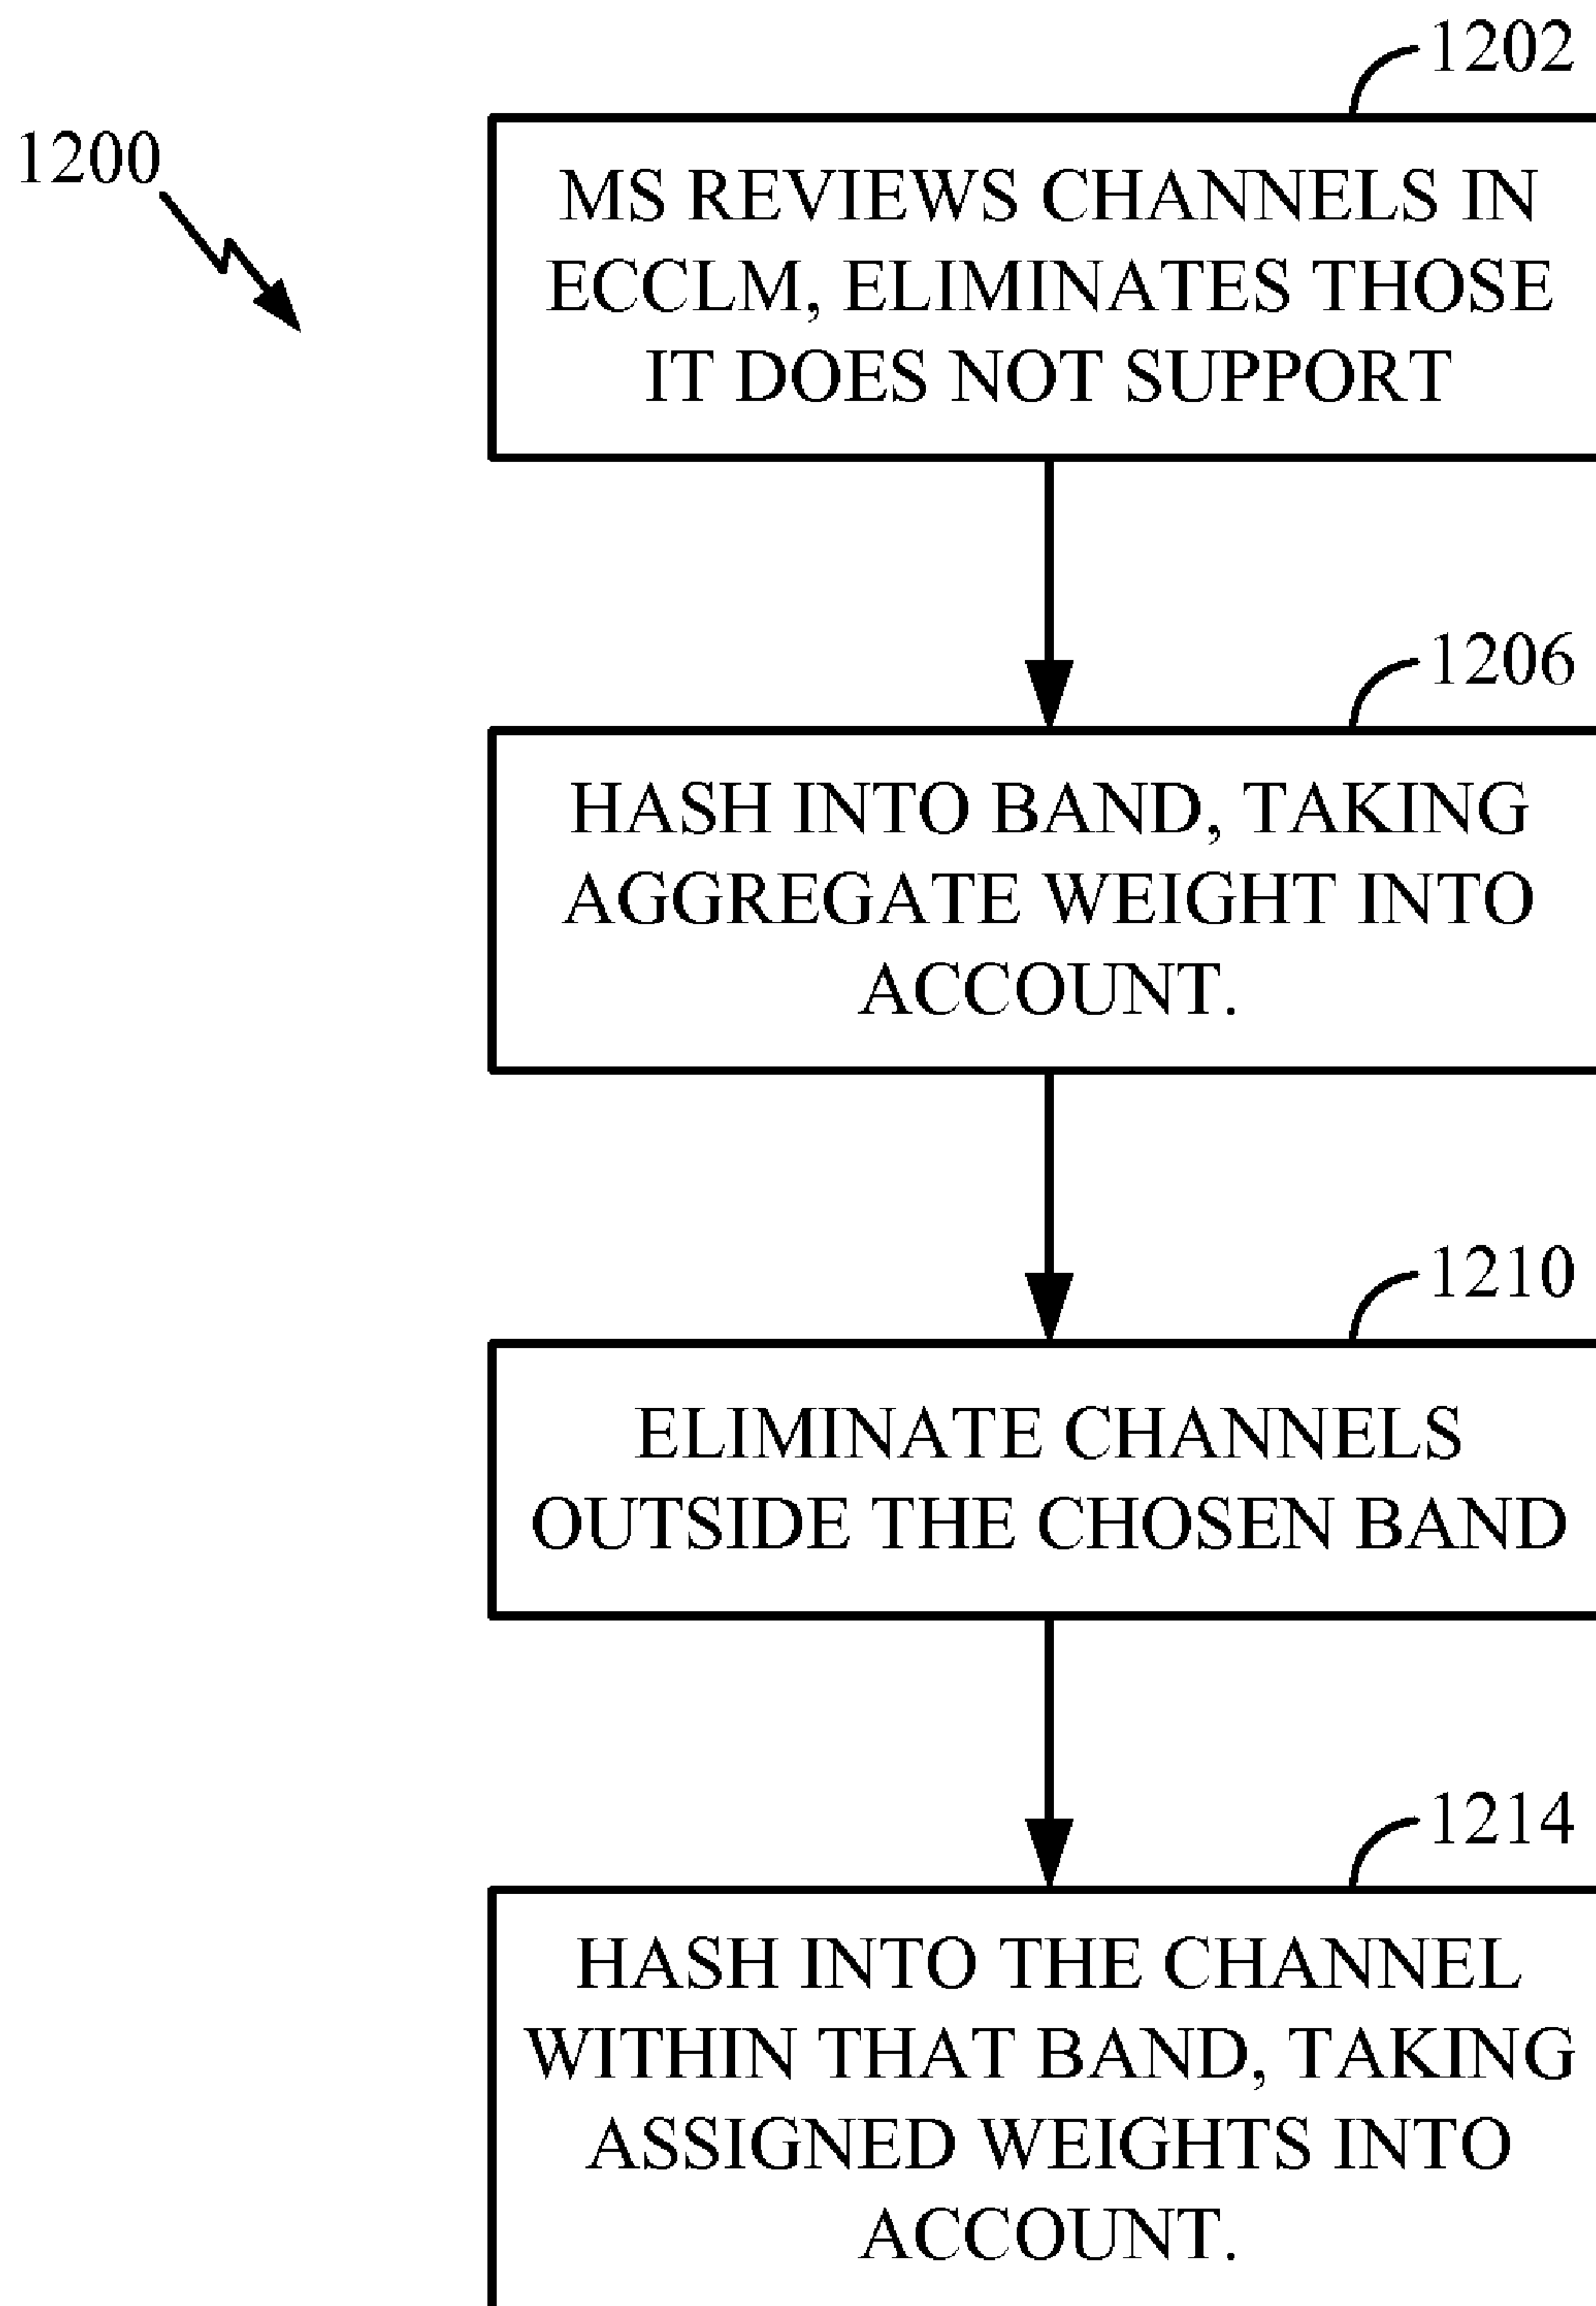 1202
1200
MS REVIEWS CHANNELS IN
ECCLM, ELIMINATES THOSE
IT DOES NOT SUPPORT
1206
HASH INTO BAND, TAKING
AGGREGATE WEIGHT INTO
ACCOUNT.
1210
ELIMINATE CHANNELS
OUTSIDE THE CHOSEN BAND
1214
HASH INTO THE CHANNEL
WITHIN THAT BAND, TAKING
ASSIGNED WEIGHTS INTO
ACCOUNT.